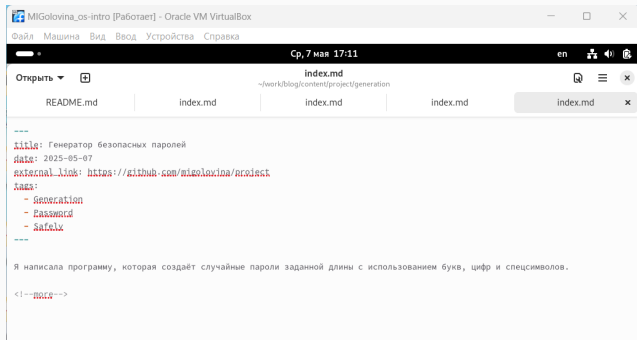 MIGolovina_os-intro [Работает] - Oracle VM VirtualBox
Файл Машина Вид Ввод Устройства Справка
Ср, 7 мая 17:11 en
Открыть index.md
~/work/blog/content/project/generation
README.md index.md index.md index.md index.md
---
title: Генератор безопасных паролей
date: 2025-05-07
external_link: https://github.com/migolovina/project
tags:
- Generation
- Password
- Safely
---
Я написала программу, которая создаёт случайные пароли заданной длины с использованием букв, цифр и спецсимволов.
<!--more-->